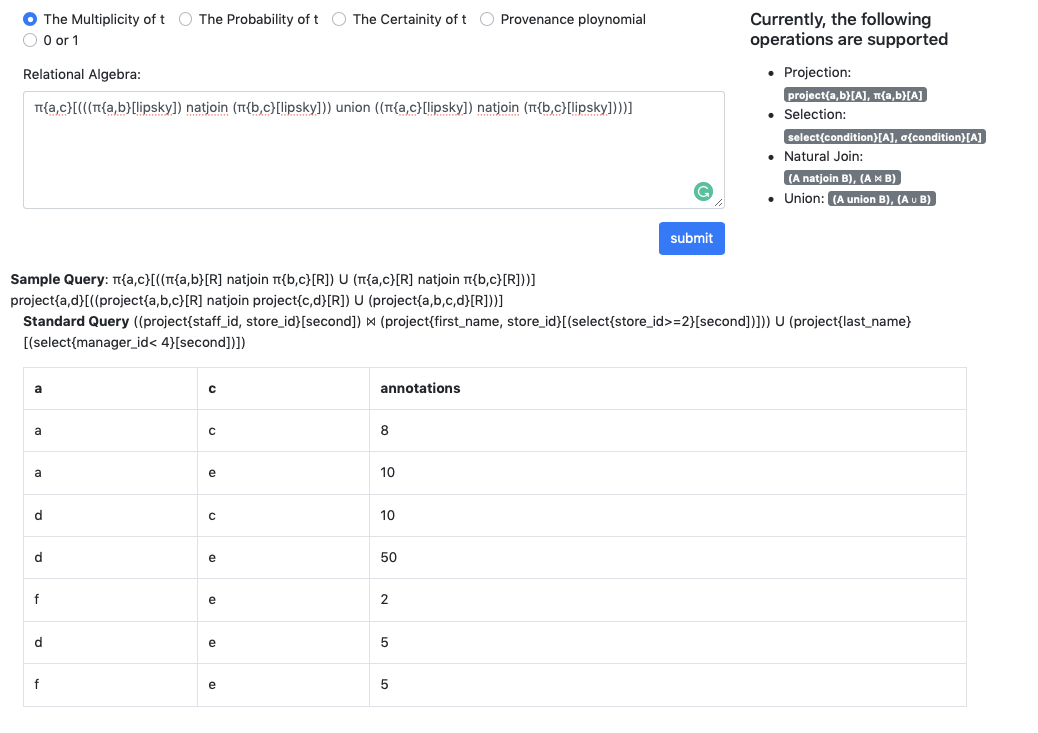 The Multiplicity of t The Probability of t The Certainity of t Provenance ploynomial
0 or 1
Relational Algebra:
π{a,c}[(((π{a,b}[lipsky]) natjoin (π{b,c}[lipsky])) union ((π{a,c}[lipsky]) natjoin (π{b,c}[lipsky])))]
submit
Currently, the following
operations are supported
Projection:
project{a,b}[A], π{a,b}[A]
Selection:
select{condition}[A], σ{condition}[A]
Natural Join:
(A natjoin B), (A ⋈ B)
Union: (A union B), (A ∪ B)
Sample Query: π{a,c}[((π{a,b}[R] natjoin π{b,c}[R]) U (π{a,c}[R] natjoin π{b,c}[R]))]
project{a,d}[((project{a,b,c}[R] natjoin project{c,d}[R]) U (project{a,b,c,d}[R]))]
Standard Query ((project{staff_id, store_id}[second]) ⋈ (project{first_name, store_id}[(select{store_id>=2}[second])])) U (project{last_name}
[(select{manager_id< 4}[second])])
a c annotations
a c 8
a e 10
d c 10
d e 50
f e 2
d e 5
f e 5